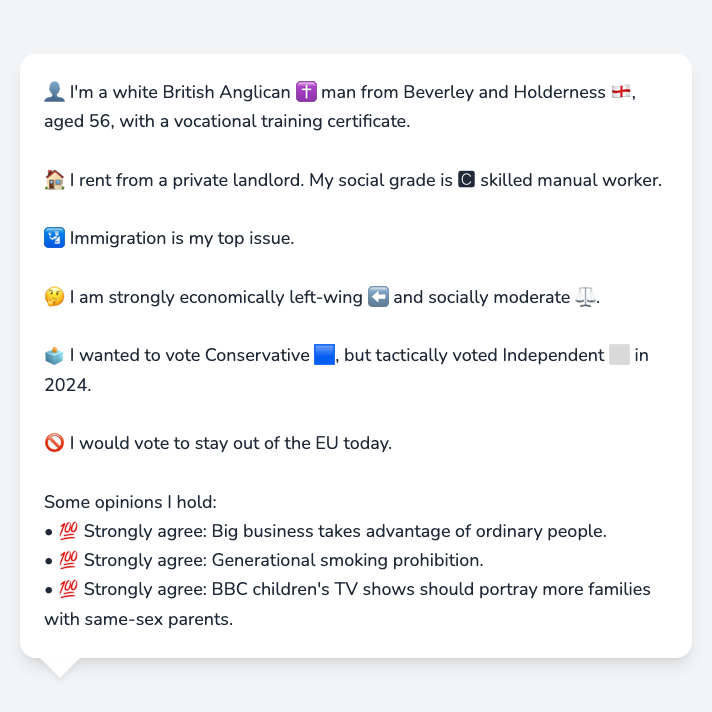 👤 I'm a white British Anglican ✝️ man from Beverley and Holderness 🏴󠁧󠁢󠁥󠁮󠁧󠁿,
aged 56, with a vocational training certificate.
🏠 I rent from a private landlord. My social grade is 🅲 skilled manual worker.
🛂 Immigration is my top issue.
🤔 I am strongly economically left-wing ⬅️ and socially moderate ⚖️.
🗳️ I wanted to vote Conservative 🟦, but tactically voted Independent ⬜ in
2024.
🚫 I would vote to stay out of the EU today.
Some opinions I hold:
• 💯 Strongly agree: Big business takes advantage of ordinary people.
• 💯 Strongly agree: Generational smoking prohibition.
• 💯 Strongly agree: BBC children's TV shows should portray more families
with same-sex parents.